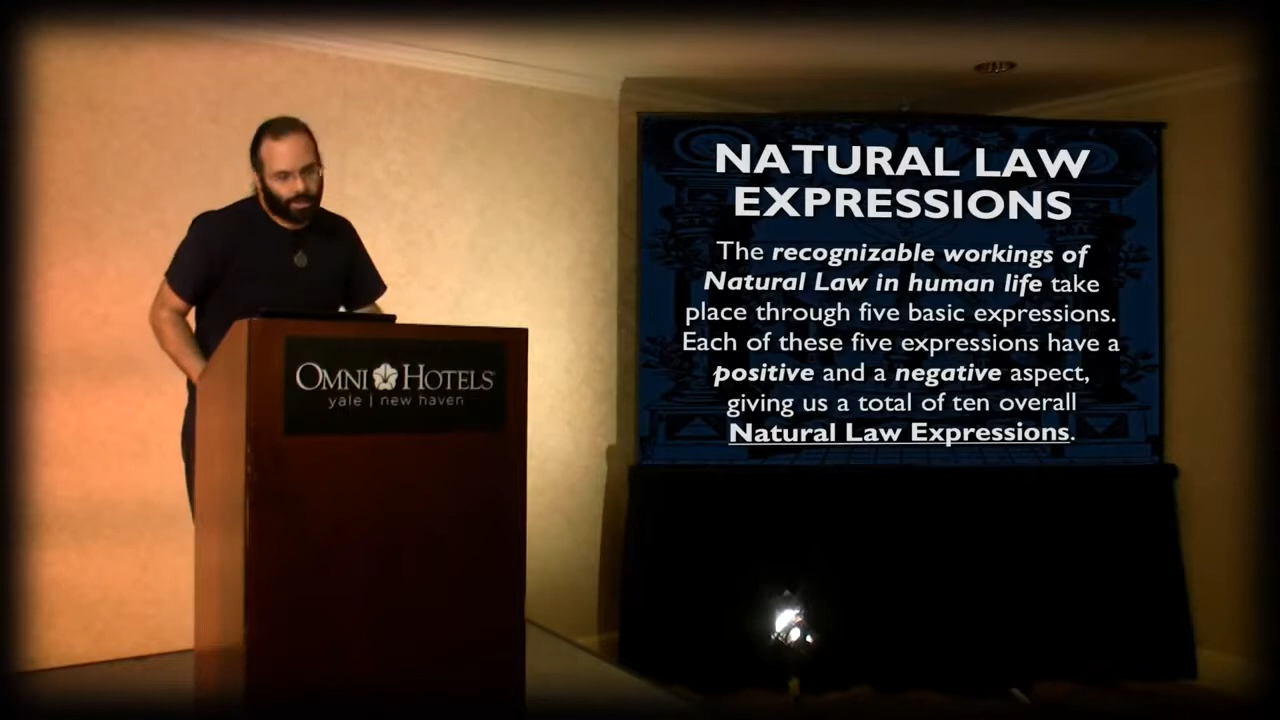 OMNI HOTELS
yale | new haven
NATURAL LAW
EXPRESSIONS
The recognizable workings of
Natural Law in human life take
place through five basic expressions.
Each of these five expressions have a
positive and a negative aspect,
giving us a total of ten overall
Natural Law Expressions.